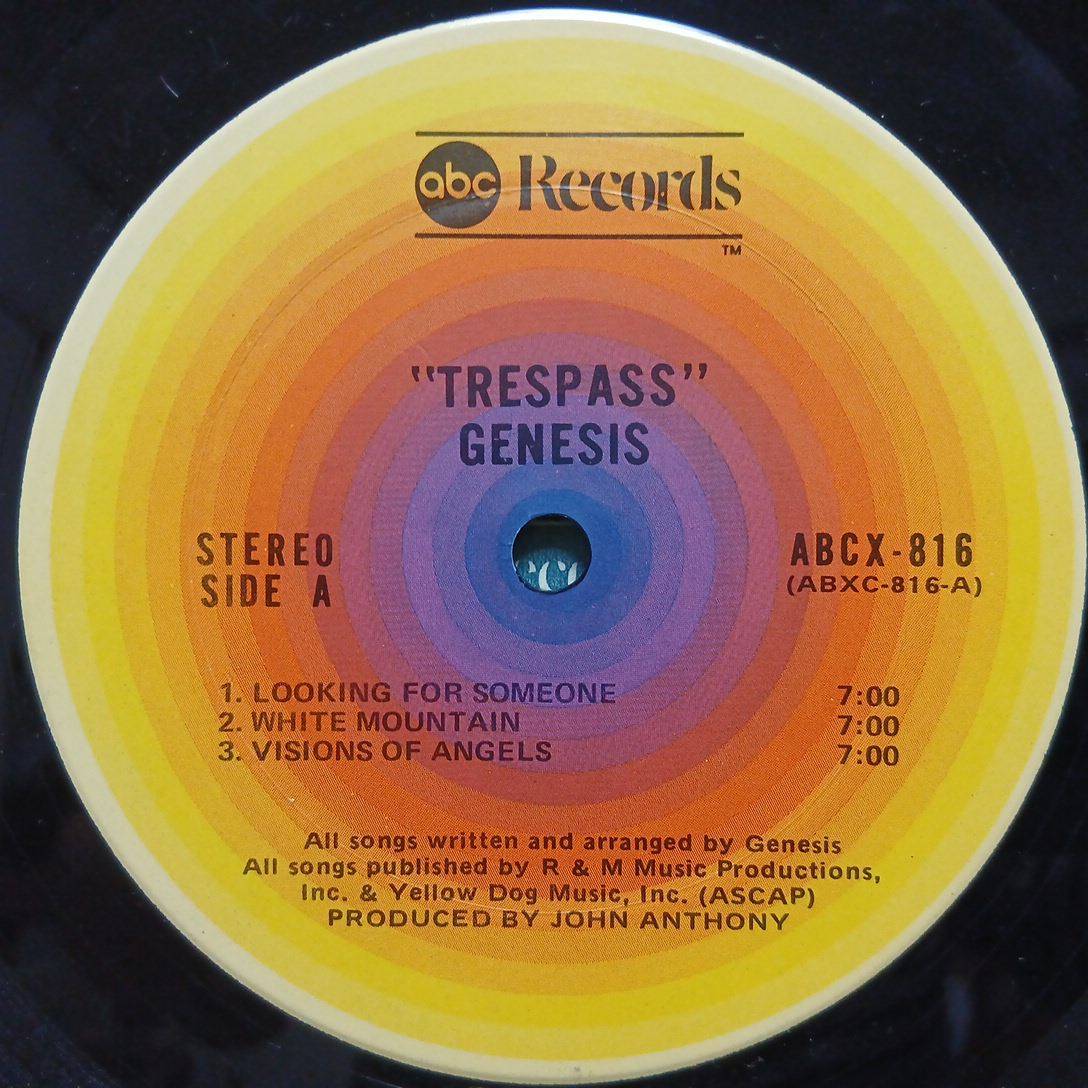 abc Records
TM
"TRESPASS"
GENESIS
STEREO
SIDE A
ABCX-816
(ABXC-816-A)
1. LOOKING FOR SOMEONE 7:00
2. WHITE MOUNTAIN 7:00
3. VISIONS OF ANGELS 7:00
All songs written and arranged by Genesis
All songs published by R & M Music Productions,
Inc. & Yellow Dog Music, Inc. (ASCAP)
PRODUCED BY JOHN ANTHONY